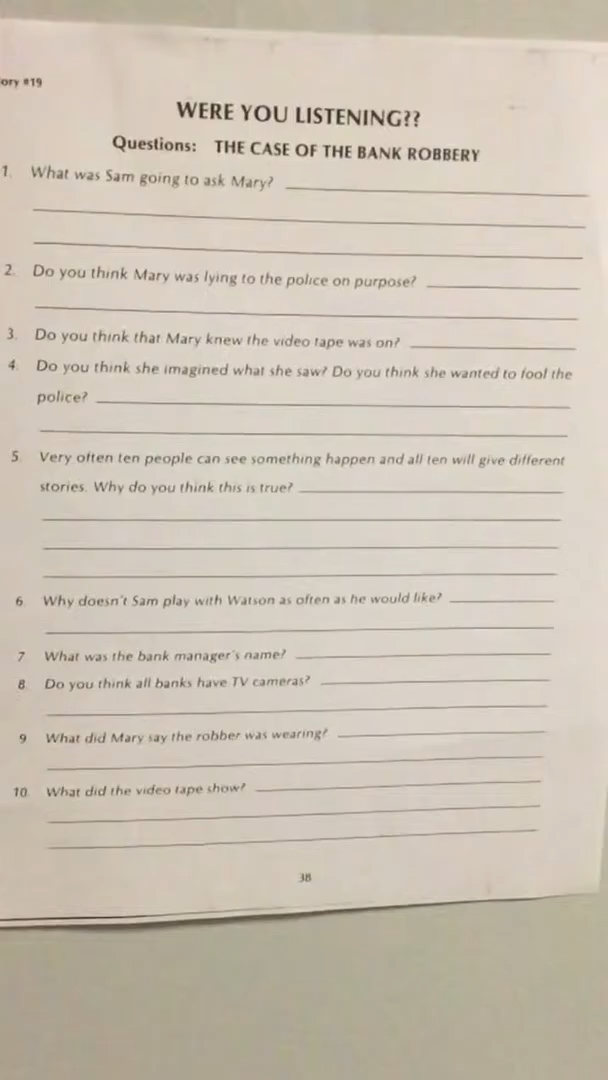 ory #19
WERE YOU LISTENING??
Questions: THE CASE OF THE BANK ROBBERY
1. What was Sam going to ask Mary?
2. Do you think Mary was lying to the police on purpose?
3. Do you think that Mary knew the video tape was on?
4. Do you think she imagined what she saw? Do you think she wanted to fool the
police?
5. Very often ten people can see something happen and all ten will give different
stories. Why do you think this is true?
6. Why doesn't Sam play with Watson as often as he would like?
7. What was the bank manager's name?
8. Do you think all banks have TV cameras?
9. What did Mary say the robber was wearing?
10. What did the video tape show?
38